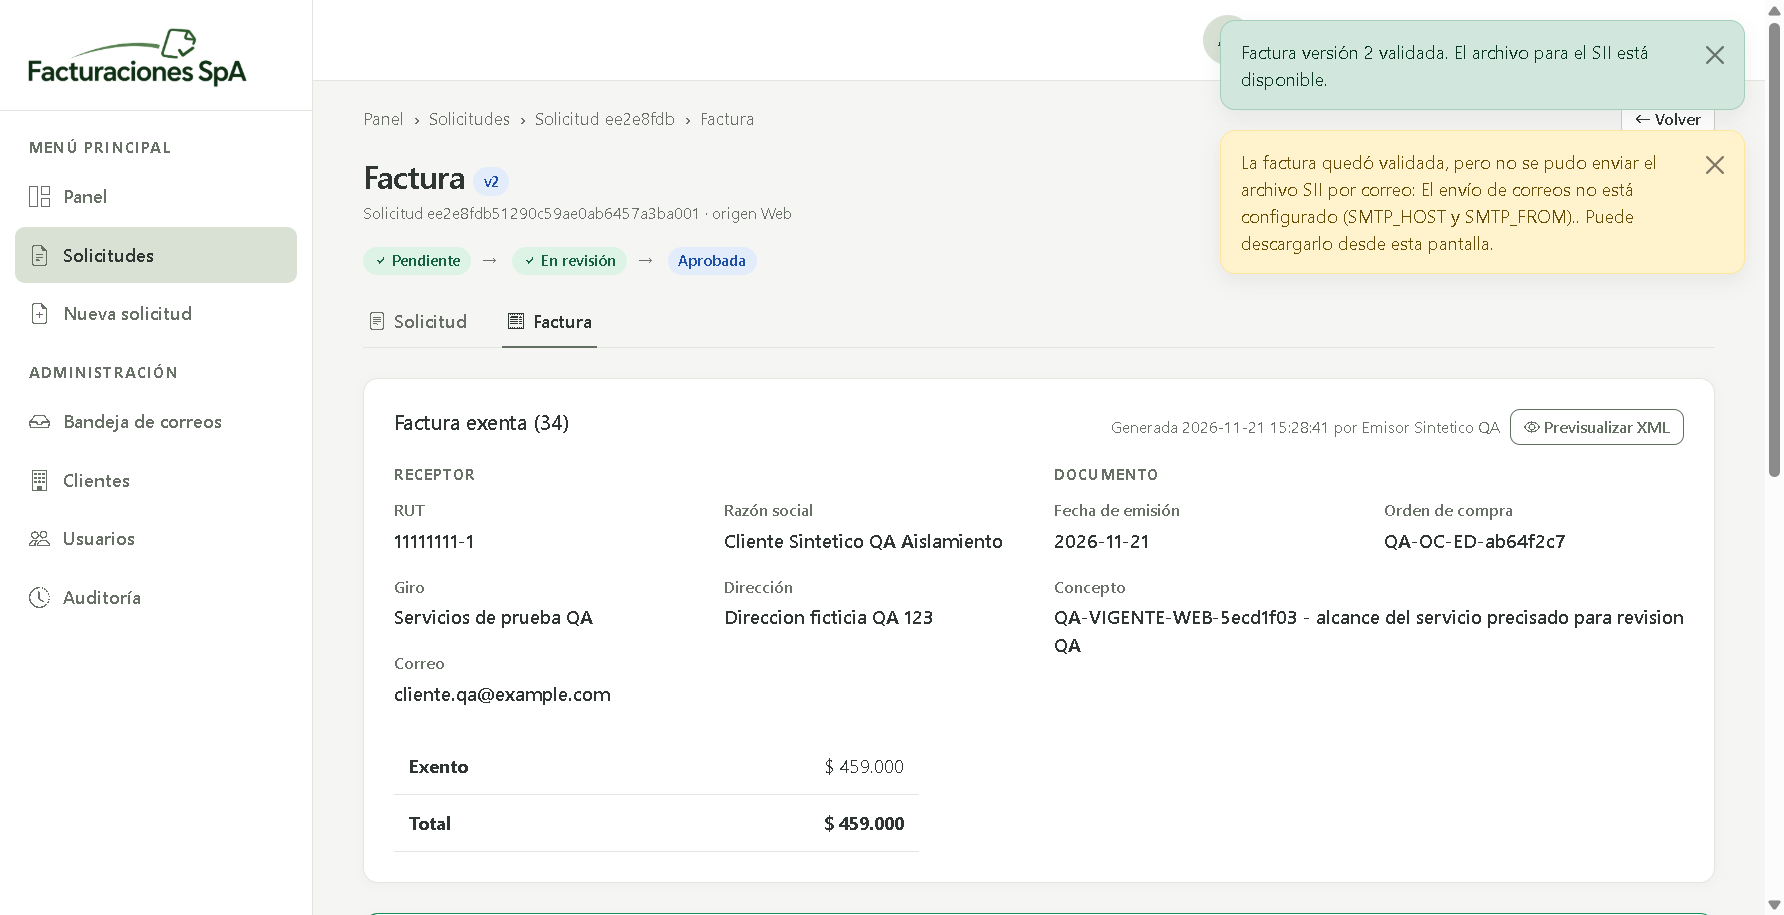 Facturaciones SpA
MENÚ PRINCIPAL
Panel
Solicitudes
Nueva solicitud
ADMINISTRACIÓN
Bandeja de correos
Clientes
Usuarios
Auditoría
Factura versión 2 validada. El archivo para el SII está
disponible.
La factura quedó validada, pero no se pudo enviar el
archivo SII por correo: El envío de correos no está
configurado (SMTP_HOST y SMTP_FROM).. Puede
descargarlo desde esta pantalla.
Panel › Solicitudes › Solicitud ee2e8fdb › Factura
← Volver
Factura v2
Solicitud ee2e8fdb51290c59ae0ab6457a3ba001 · origen Web
✓ Pendiente → ✓ En revisión → Aprobada
Solicitud Factura
Factura exenta (34)
Generada 2026-11-21 15:28:41 por Emisor Sintetico QA Previsualizar XML
RECEPTOR
RUT
11111111-1
Razón social
Cliente Sintetico QA Aislamiento
Giro
Servicios de prueba QA
Dirección
Direccion ficticia QA 123
Correo
cliente.qa@example.com
DOCUMENTO
Fecha de emisión
2026-11-21
Orden de compra
QA-OC-ED-ab64f2c7
Concepto
QA-VIGENTE-WEB-5ecd1f03 - alcance del servicio precisado para revision
QA
Exento $ 459.000
Total $ 459.000